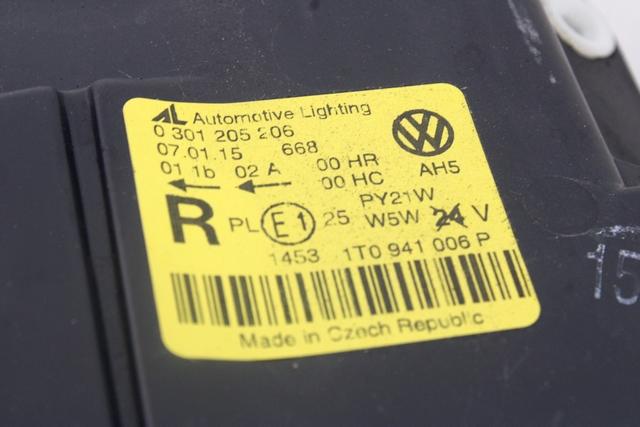 AL Automotive Lighting
0 301 205 206
07.01.15 668
01 1b 02 A 00 HR
00 HC
AH5
R PL E1 25
PY21W
W5W 24 V
1453 1T0 941 006 P
Made in Czech Republic
15